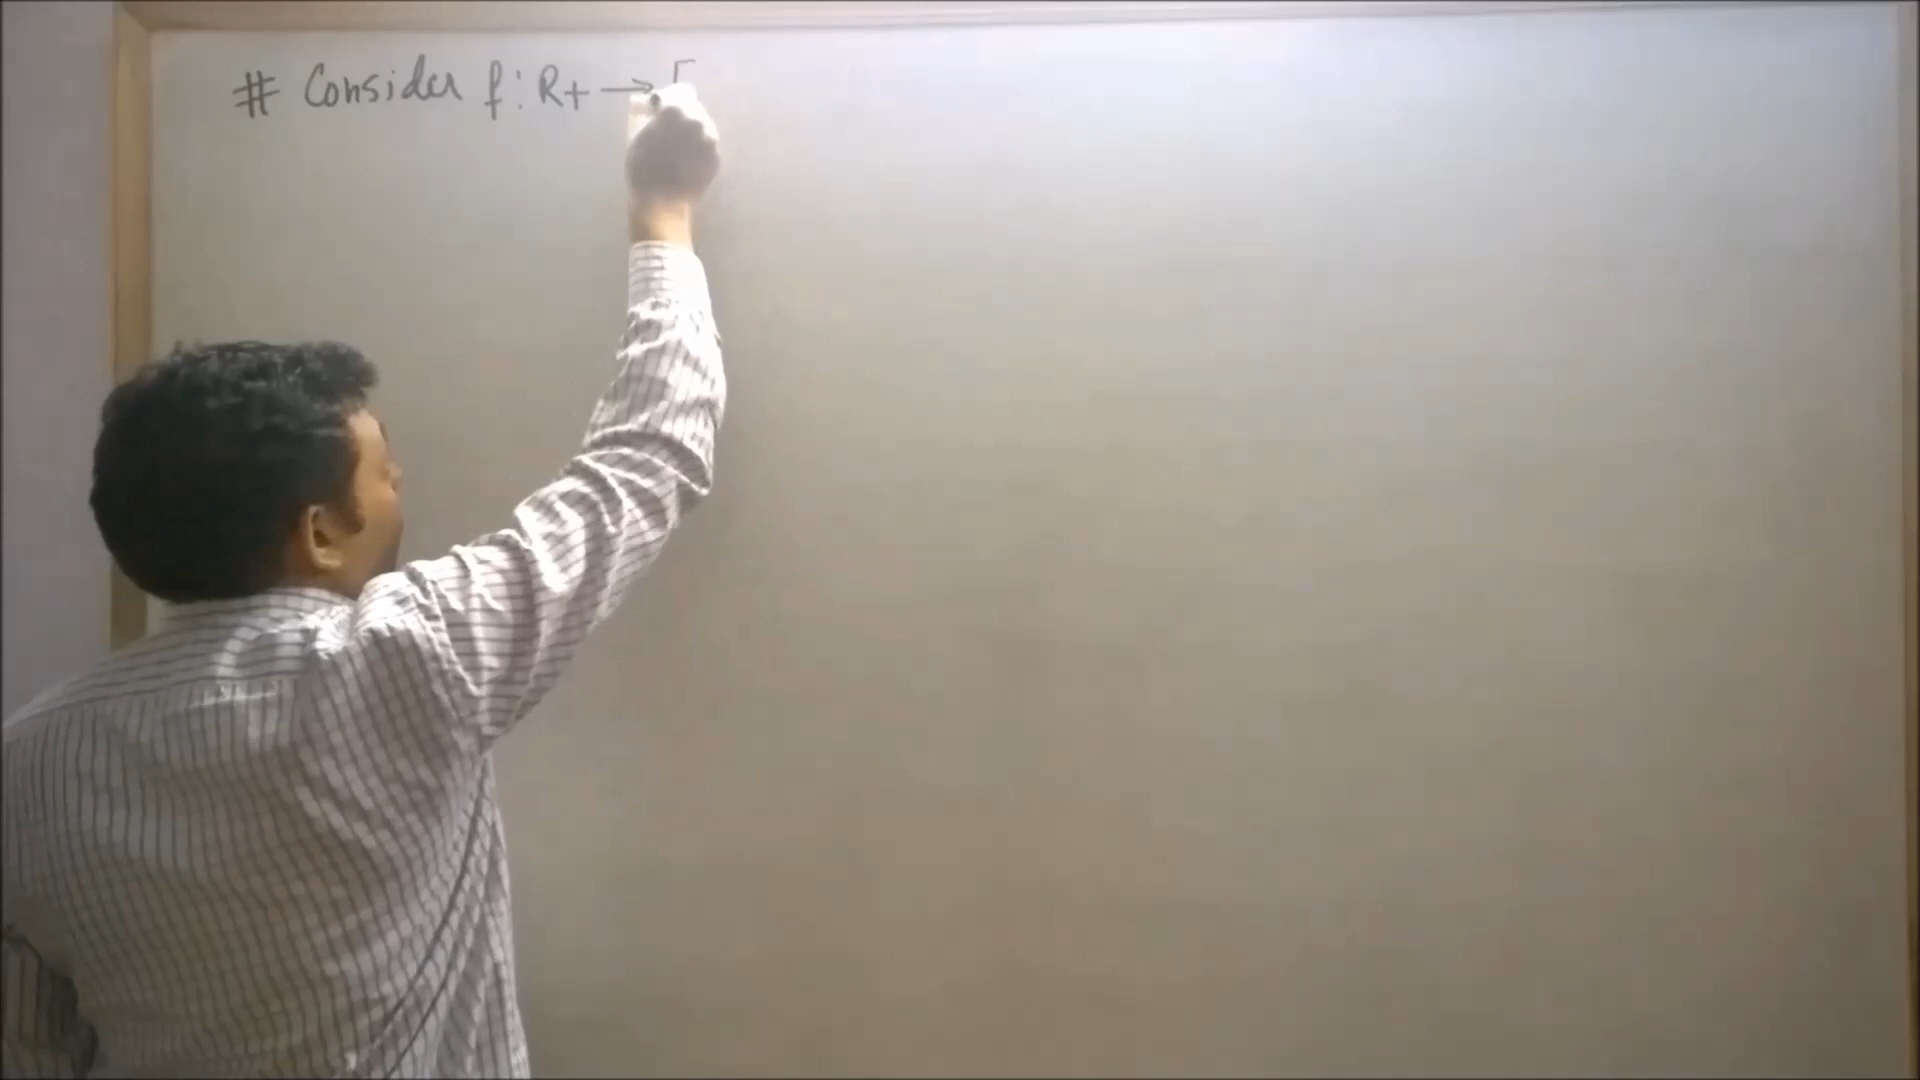 # Consider f : R+ → [